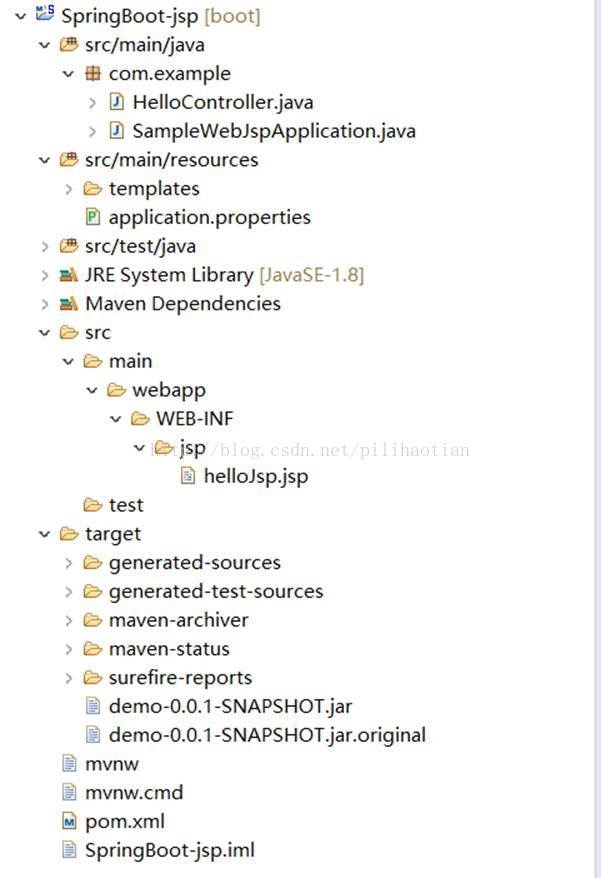 SpringBoot-jsp [boot]
src/main/java
com.example
HelloController.java
SampleWebJspApplication.java
src/main/resources
templates
application.properties
src/test/java
JRE System Library [JavaSE-1.8]
Maven Dependencies
src
main
webapp
WEB-INF
jsp
http://blog.csdn.net/pilihaotian
helloJsp.jsp
test
target
generated-sources
generated-test-sources
maven-archiver
maven-status
surefire-reports
demo-0.0.1-SNAPSHOT.jar
demo-0.0.1-SNAPSHOT.jar.original
mvnw
mvnw.cmd
pom.xml
SpringBoot-jsp.iml